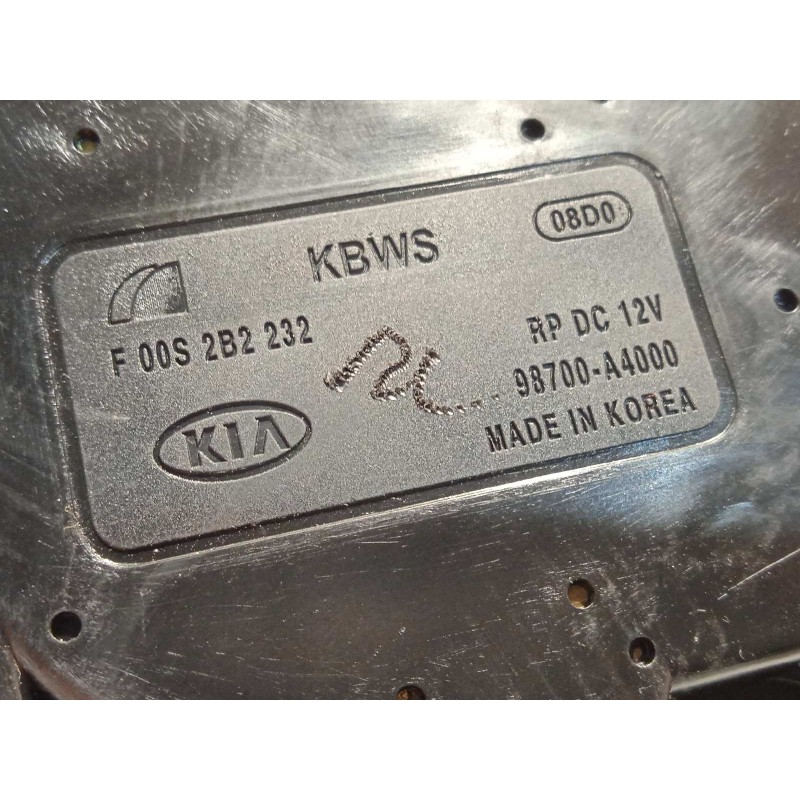 KBWS
08D0
F 00S 2B2 232
RP DC 12V
98700-A4000
KIA
MADE IN KOREA